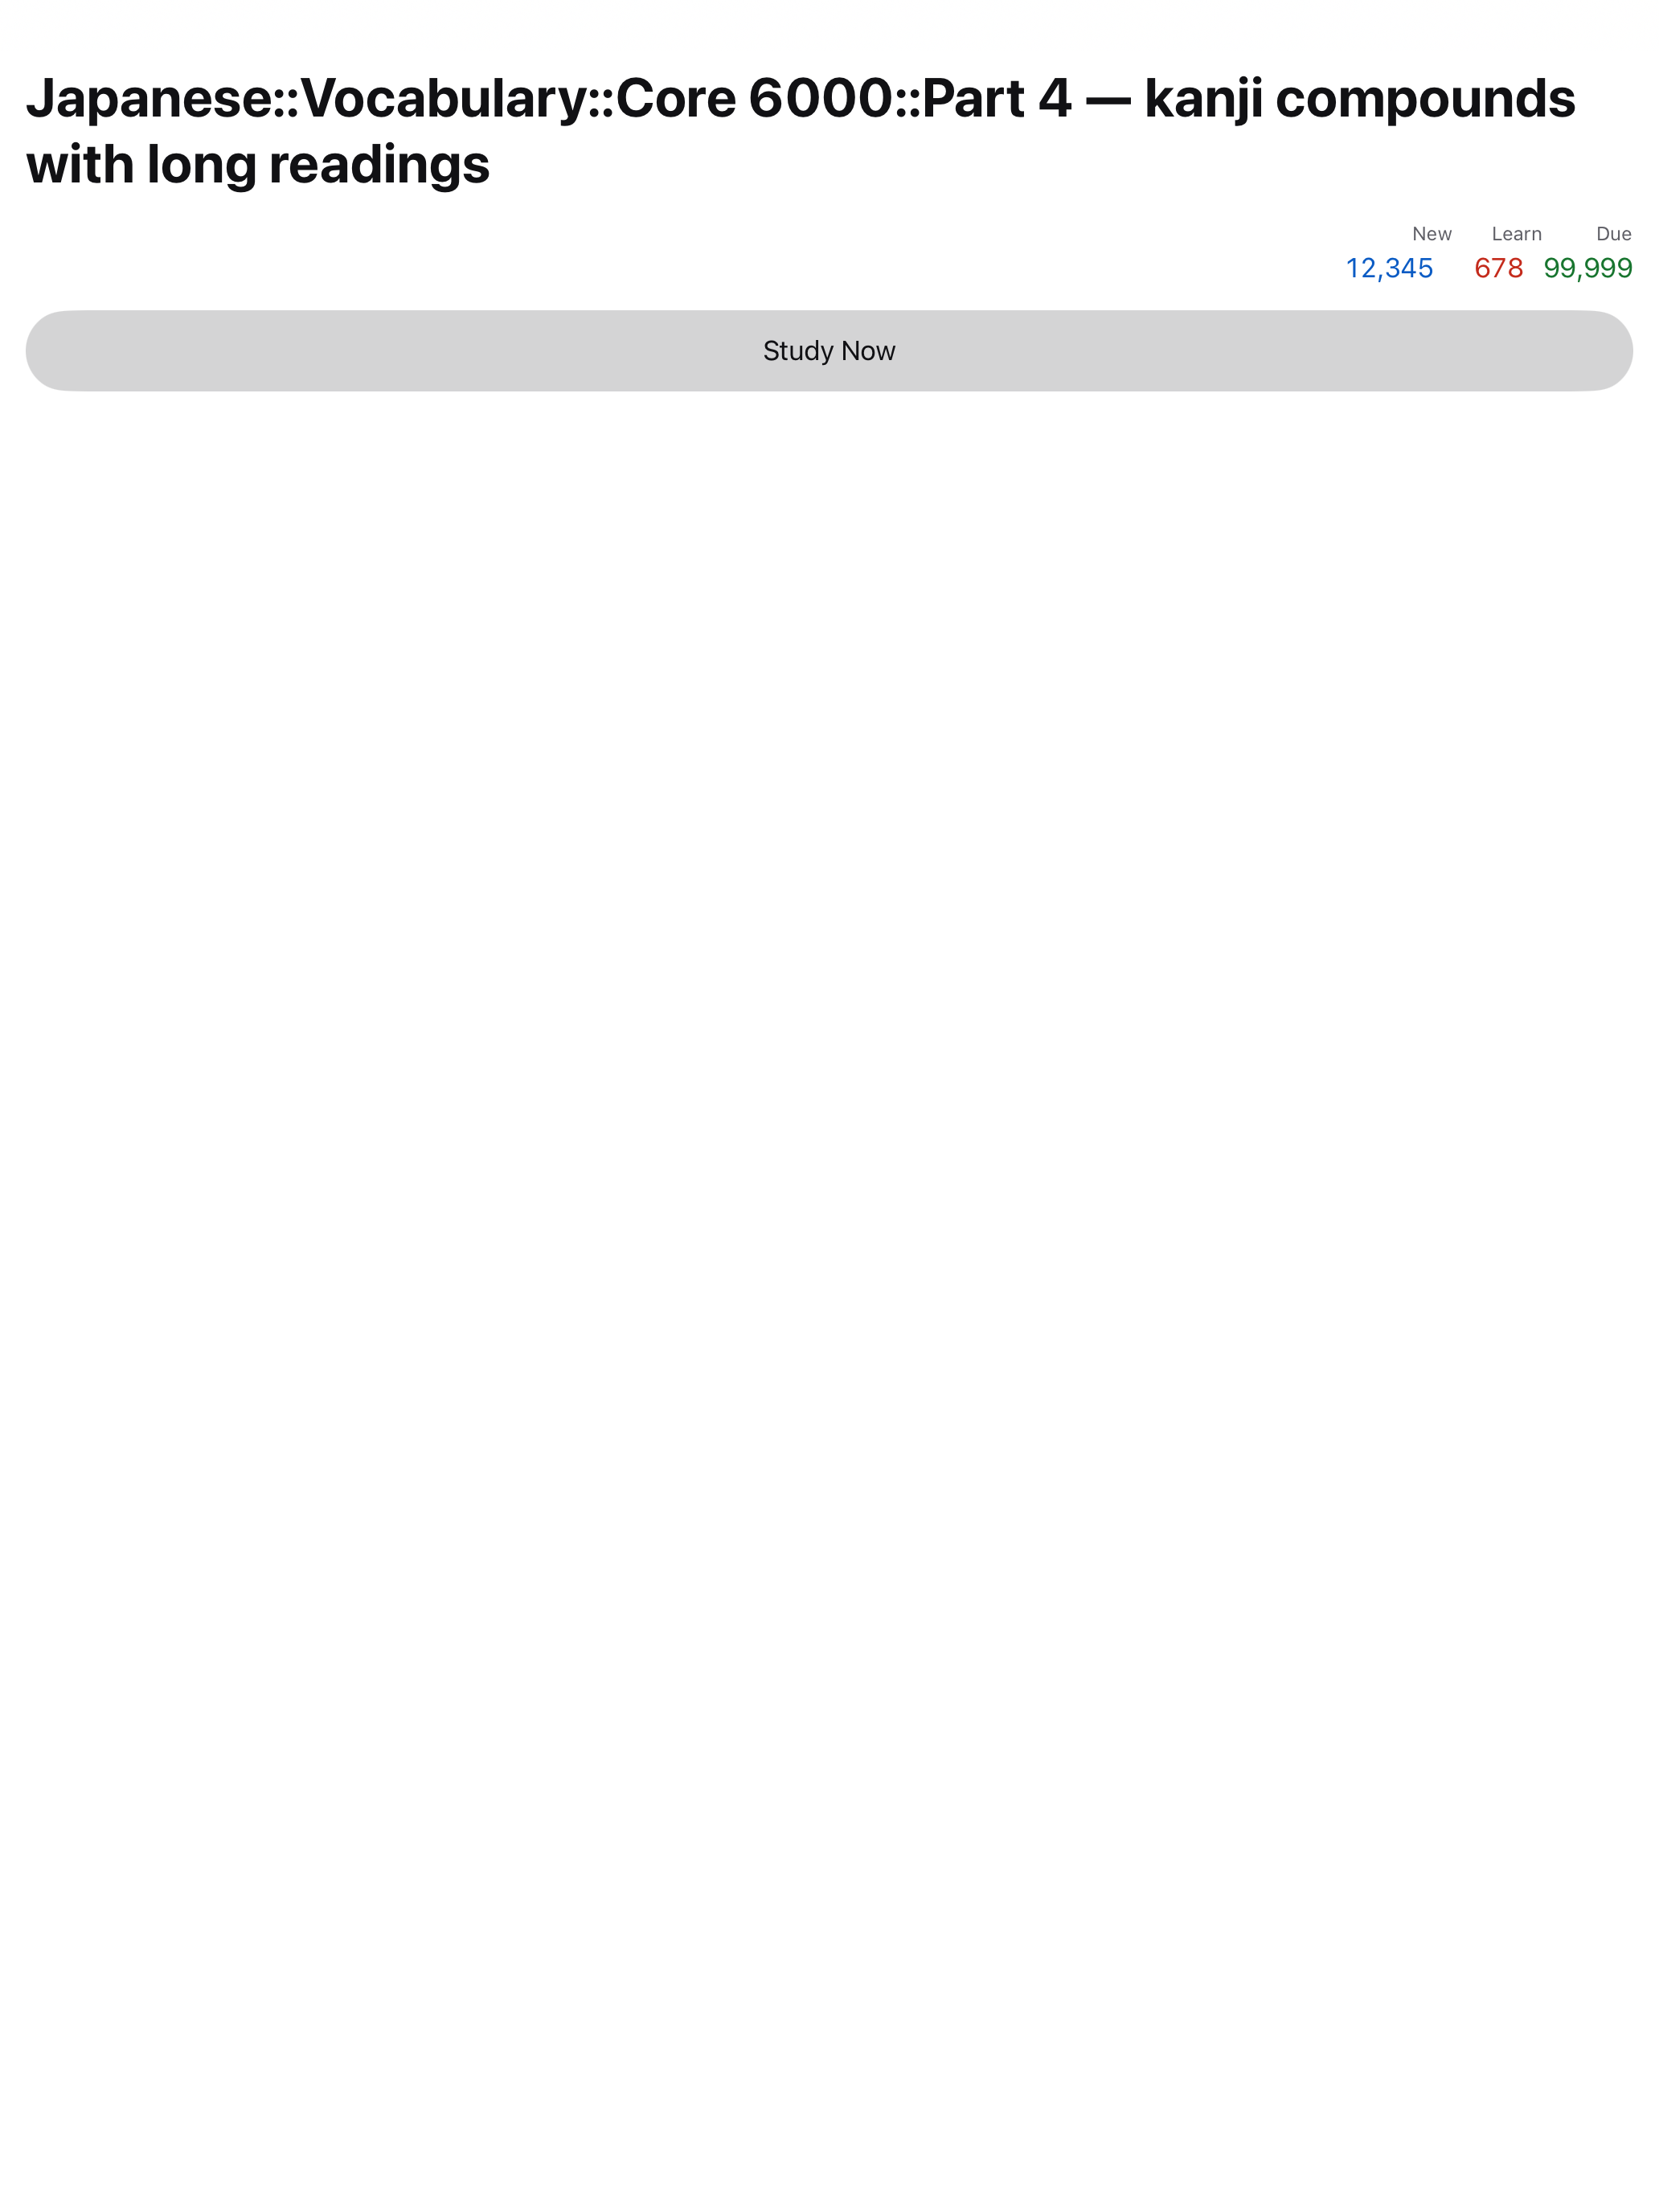 Japanese::Vocabulary::Core 6000::Part 4 — kanji compounds
with long readings
New Learn Due
12,345 678 99,999
Study Now